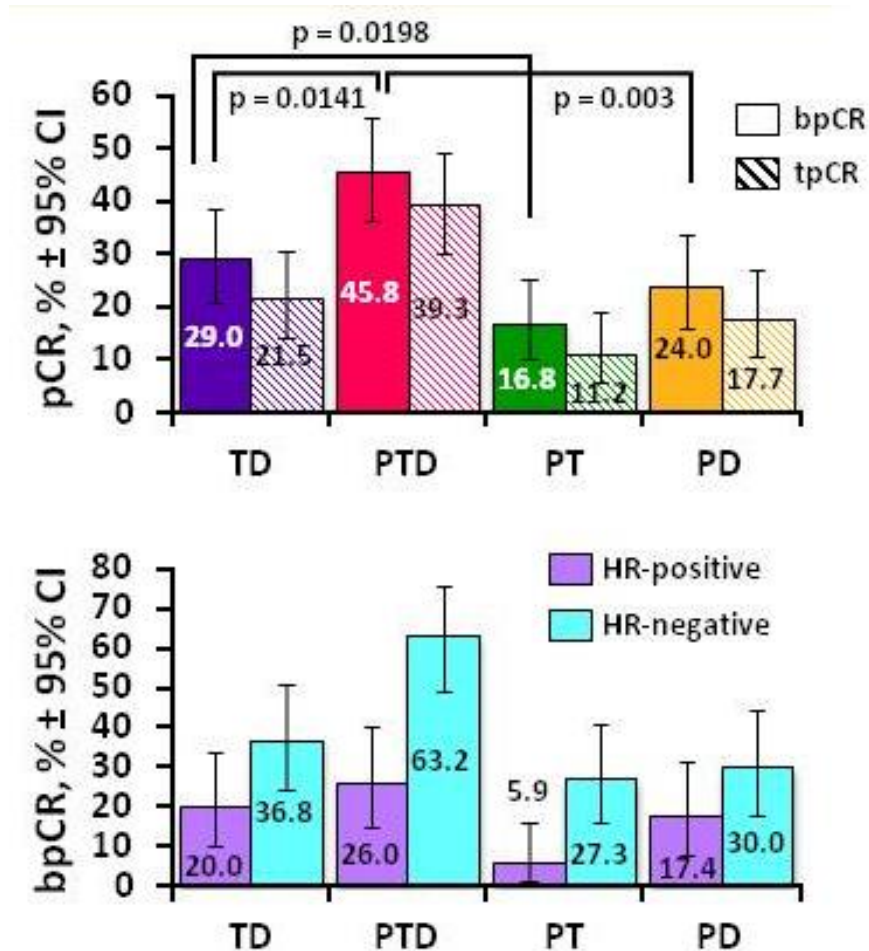 p = 0.0198
p = 0.0141
p = 0.003
bpCR
tpCR
pCR, % ± 95% CI
60
50
40
30
20
10
0
29.0
21.5
45.8
39.3
16.8
11.2
24.0
17.7
TD PTD PT PD
HR-positive
HR-negative
bpCR, % ± 95% CI
80
70
60
50
40
30
20
10
0
20.0
36.8
26.0
63.2
5.9
27.3
17.4
30.0
TD PTD PT PD